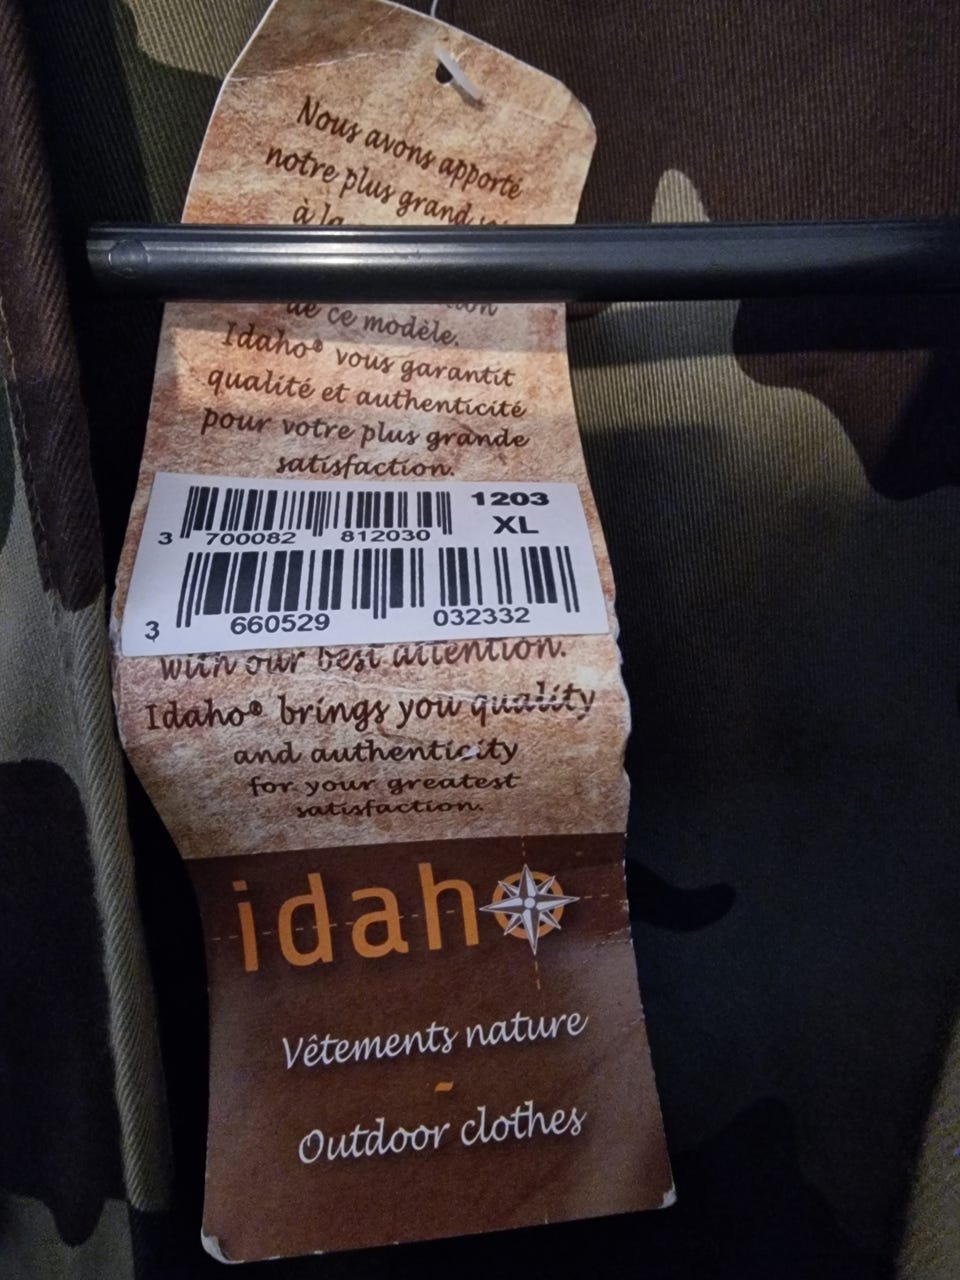 Nous avons apporté
notre plus grand
à la
de ce modèle.
Idaho® vous garantit
qualité et authenticité
pour votre plus grande
satisfaction.
1203
XL
3 700082 812030
3 660529 032332
with our best attention.
Idaho® brings you quality
and authenticity
for your greatest
satisfaction.
idaho
Vêtements nature
-
Outdoor clothes